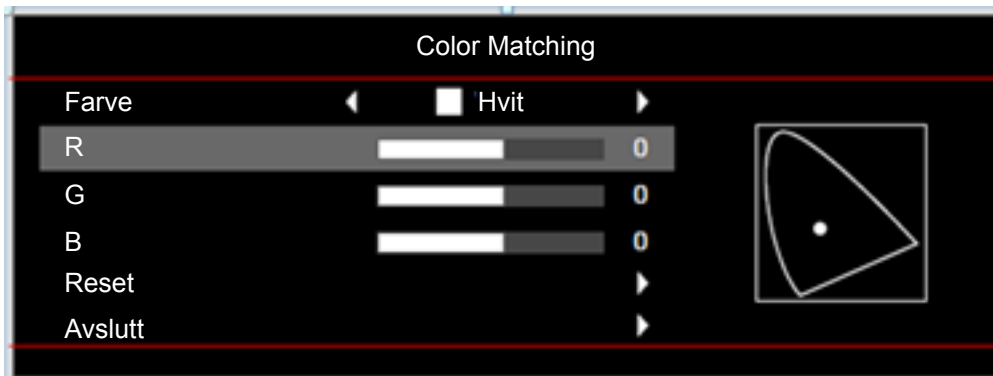 Color Matching
Farve Hvit
R 0
G 0
B 0
Reset
Avslutt